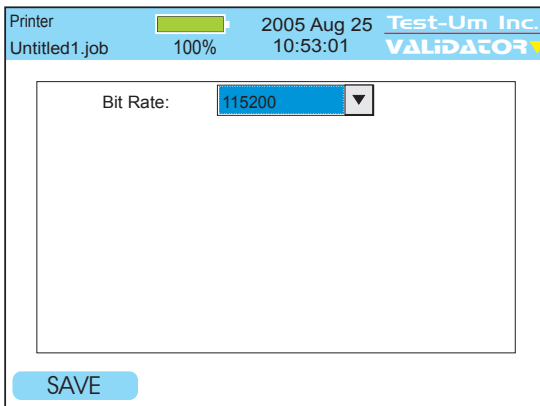 Printer 2005 Aug 25 Test-Um Inc.
Untitled1.job 100% 10:53:01 VALiDATOR
Bit Rate: 115200
SAVE